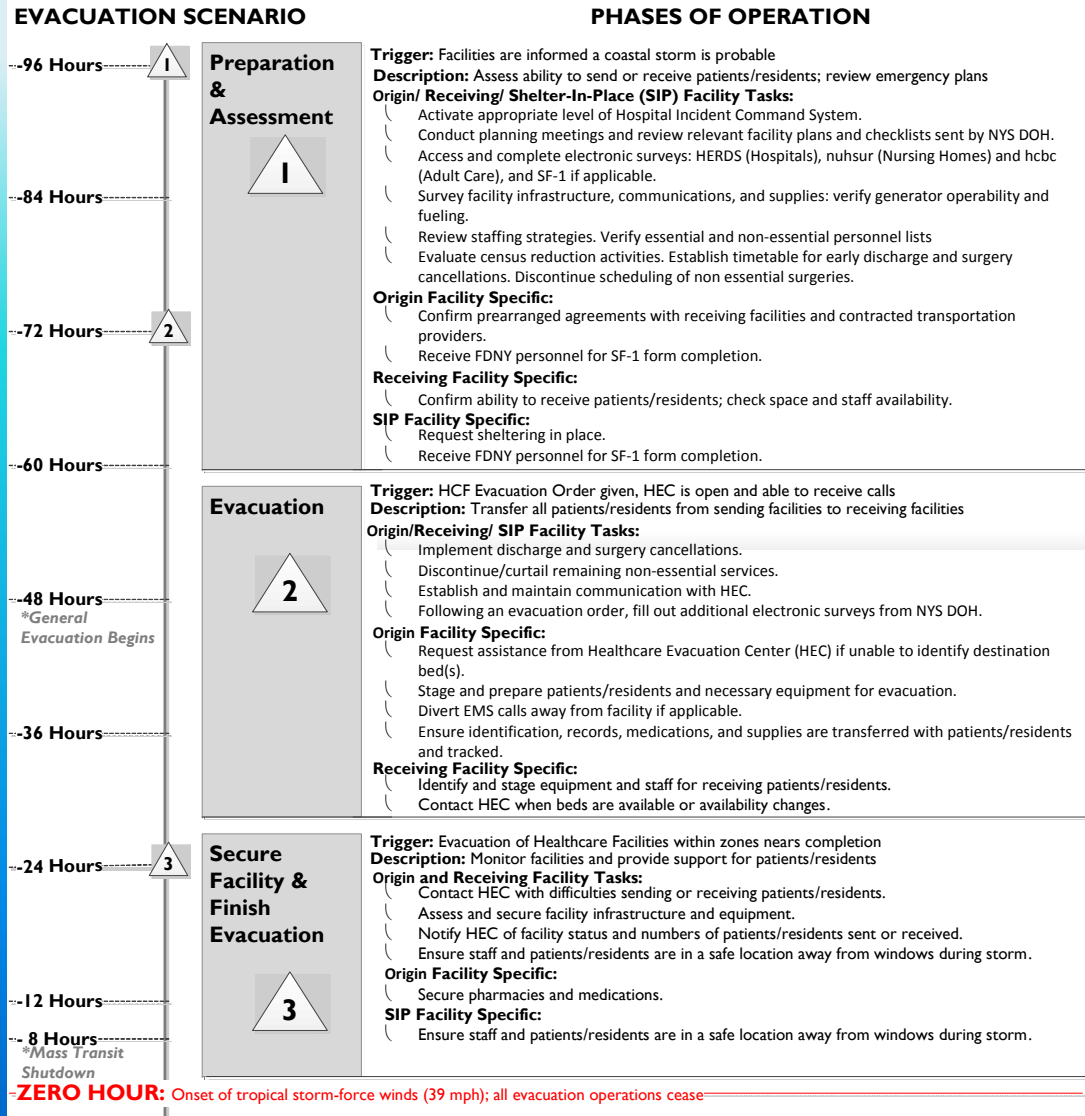 EVACUATION SCENARIO
PHASES OF OPERATION
-96 Hours
1
-84 Hours
-72 Hours
2
-60 Hours
-48 Hours
*General
Evacuation Begins
-36 Hours
-24 Hours
3
-12 Hours
- 8 Hours
*Mass Transit
Shutdown
Preparation
&
Assessment
1
Trigger: Facilities are informed a coastal storm is probable
Description: Assess ability to send or receive patients/residents; review emergency plans
Origin/ Receiving/ Shelter-In-Place (SIP) Facility Tasks:
Activate appropriate level of Hospital Incident Command System.
Conduct planning meetings and review relevant facility plans and checklists sent by NYS DOH.
Access and complete electronic surveys: HERDS (Hospitals), nuhsur (Nursing Homes) and hcbc
(Adult Care), and SF-1 if applicable.
Survey facility infrastructure, communications, and supplies: verify generator operability and
fueling.
Review staffing strategies. Verify essential and non-essential personnel lists
Evaluate census reduction activities. Establish timetable for early discharge and surgery
cancellations. Discontinue scheduling of non essential surgeries.
Origin Facility Specific:
Confirm prearranged agreements with receiving facilities and contracted transportation
providers.
Receive FDNY personnel for SF-1 form completion.
Receiving Facility Specific:
Confirm ability to receive patients/residents; check space and staff availability.
SIP Facility Specific:
Request sheltering in place.
Receive FDNY personnel for SF-1 form completion.
Evacuation
2
Trigger: HCF Evacuation Order given, HEC is open and able to receive calls
Description: Transfer all patients/residents from sending facilities to receiving facilities
Origin/Receiving/ SIP Facility Tasks:
Implement discharge and surgery cancellations.
Discontinue/curtail remaining non-essential services.
Establish and maintain communication with HEC.
Following an evacuation order, fill out additional electronic surveys from NYS DOH.
Origin Facility Specific:
Request assistance from Healthcare Evacuation Center (HEC) if unable to identify destination
bed(s).
Stage and prepare patients/residents and necessary equipment for evacuation.
Divert EMS calls away from facility if applicable.
Ensure identification, records, medications, and supplies are transferred with patients/residents
and tracked.
Receiving Facility Specific:
Identify and stage equipment and staff for receiving patients/residents.
Contact HEC when beds are available or availability changes.
Secure
Facility &
Finish
Evacuation
3
Trigger: Evacuation of Healthcare Facilities within zones nears completion
Description: Monitor facilities and provide support for patients/residents
Origin and Receiving Facility Tasks:
Contact HEC with difficulties sending or receiving patients/residents.
Assess and secure facility infrastructure and equipment.
Notify HEC of facility status and numbers of patients/residents sent or received.
Ensure staff and patients/residents are in a safe location away from windows during storm.
Origin Facility Specific:
Secure pharmacies and medications.
SIP Facility Specific:
Ensure staff and patients/residents are in a safe location away from windows during storm.
ZERO HOUR: Onset of tropical storm-force winds (39 mph); all evacuation operations cease